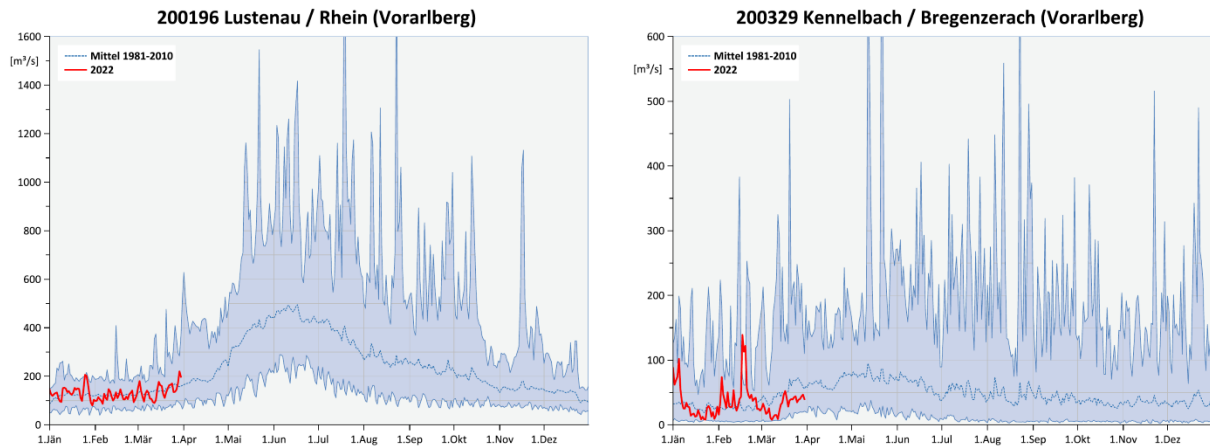 200196 Lustenau / Rhein (Vorarlberg)
1600
[m³/s]
1400
1200
1000
800
600
400
200
0
Mittel 1981-2010
2022
1.Jän 1.Feb 1.Mär 1.Apr 1.Mai 1.Jun 1.Jul 1.Aug 1.Sep 1.Okt 1.Nov 1.Dez
200329 Kennelbach / Bregenzerach (Vorarlberg)
600
[m³/s]
500
400
300
200
150
100
50
0
Mittel 1981-2010
2022
1.Jän 1.Feb 1.Mär 1.Apr 1.Mai 1.Jun 1.Jul 1.Aug 1.Sep 1.Okt 1.Nov 1.Dez